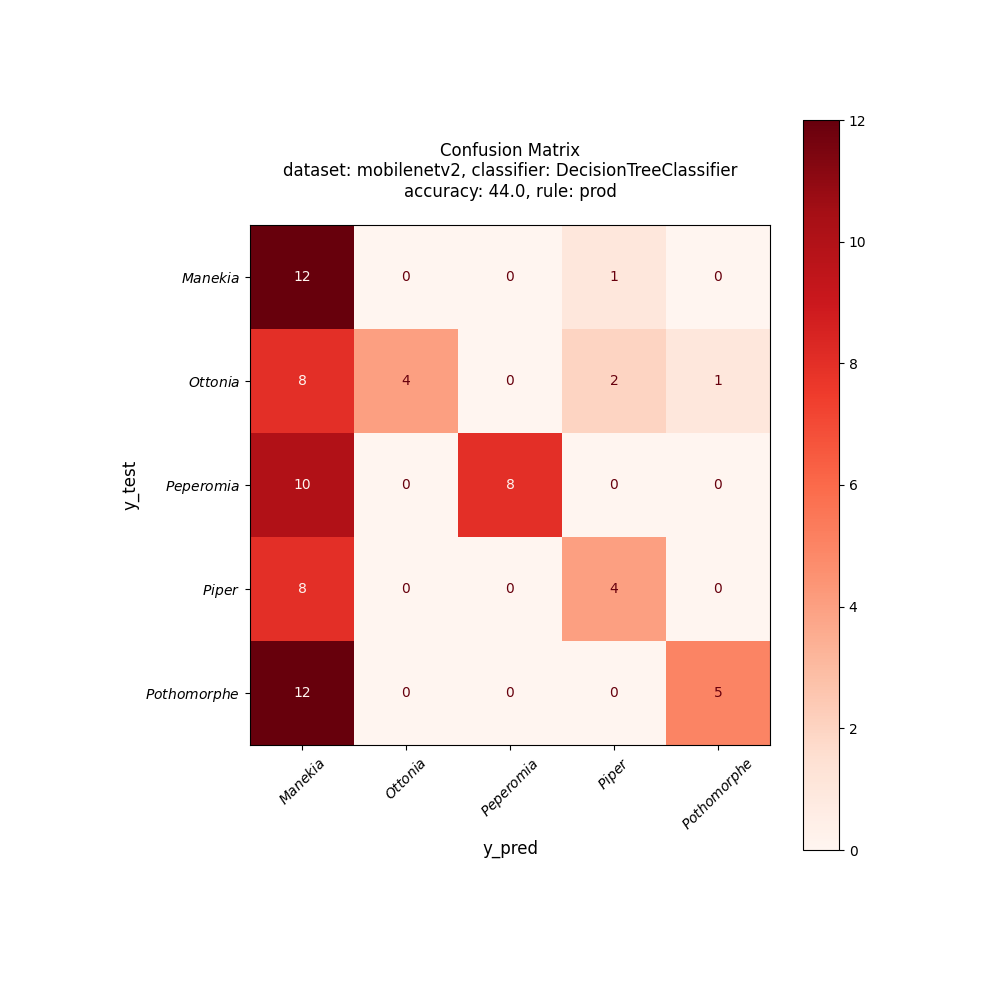 Confusion Matrix
dataset: mobilenetv2, classifier: DecisionTreeClassifier
accuracy: 44.0, rule: prod
y_test
Manekia 12 0 0 1 0
Ottonia 8 4 0 2 1
Peperomia 10 0 8 0 0
Piper 8 0 0 4 0
Pothomorphe 12 0 0 0 5
Manekia Ottonia Peperomia Piper Pothomorphe
y_pred
12
10
8
6
4
2
0